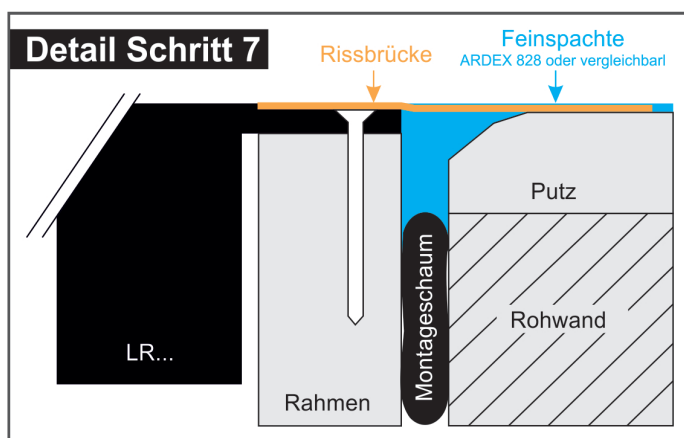 Detail Schritt 7
Rissbrücke
Feinspachte
ARDEX 828 oder vergleichbarl
Putz
Montageschaum
Rohwand
LR...
Rahmen